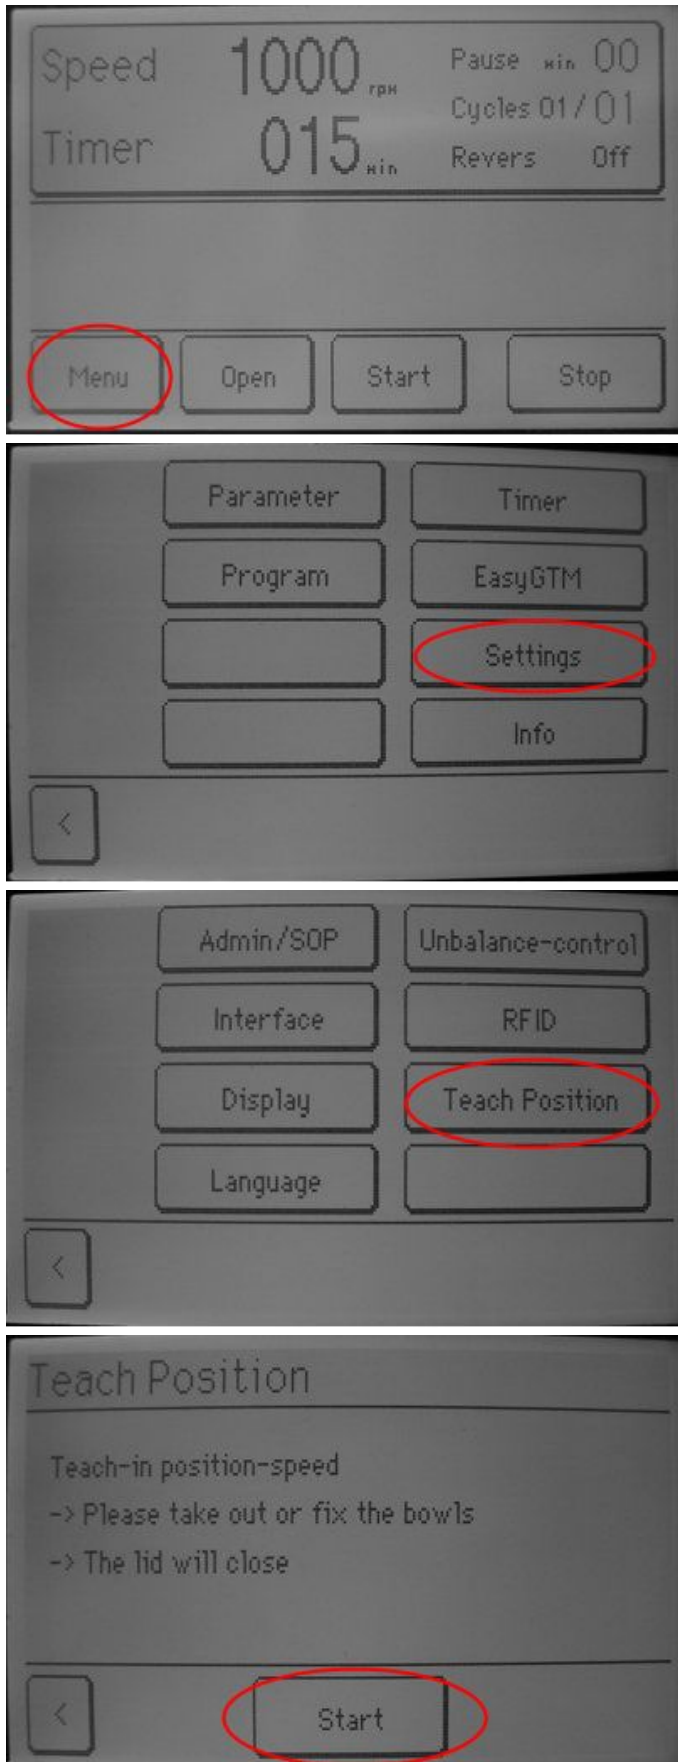 Speed 1000 rpm Pause min 00
Cycles 01/01
Timer 015 min Revers Off
Menu Open Start Stop
Parameter Timer
Program EasyGTM
Settings
Info
<
Admin/SOP Unbalance-control
Interface RFID
Display Teach Position
Language
<
Teach Position
Teach-in position-speed
-> Please take out or fix the bowls
-> The lid will close
< Start